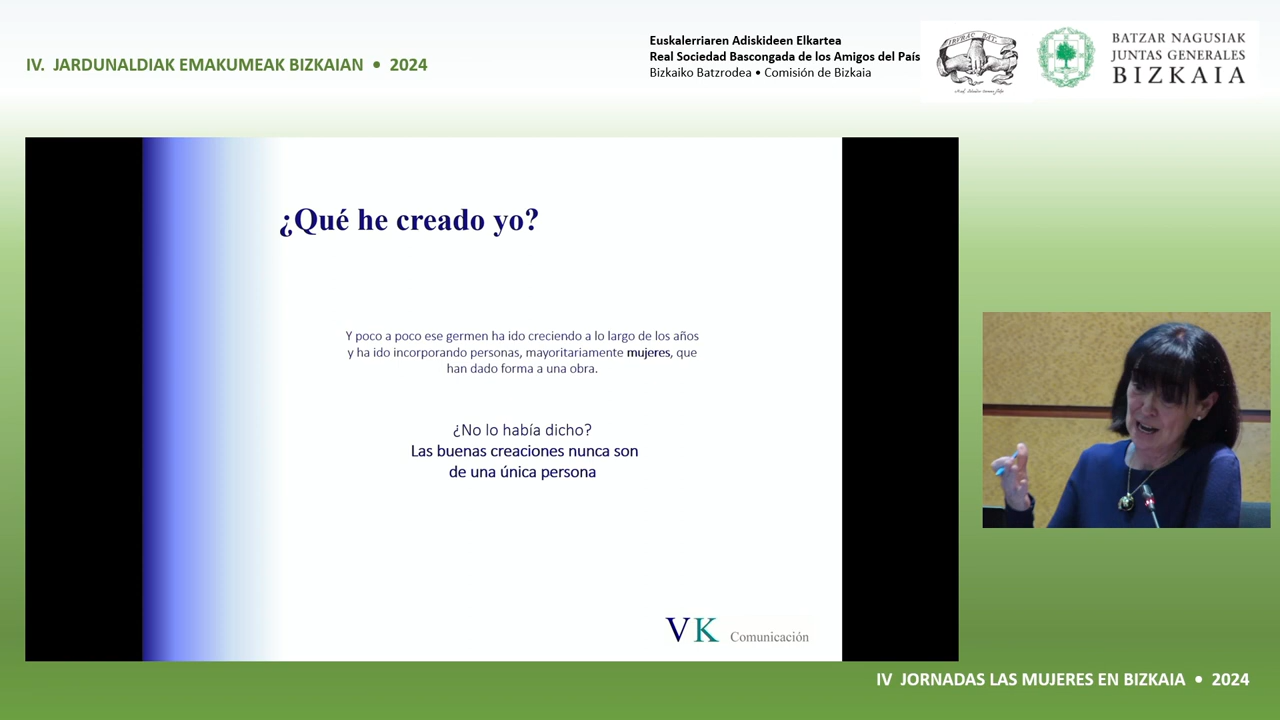 IV. JARDUNALDIAK EMAKUMEAK BIZKAIAN • 2024
Euskalerriaren Adiskideen Elkartea
Real Sociedad Bascongada de los Amigos del País
Bizkaiko Batzrodea • Comisión de Bizkaia
BATZAR NAGUSIAK
JUNTAS GENERALES
BIZKAIA
¿Qué he creado yo?
Y poco a poco ese germen ha ido creciendo a lo largo de los años
y ha ido incorporando personas, mayoritariamente mujeres, que
han dado forma a una obra.
¿No lo había dicho?
Las buenas creaciones nunca son
de una única persona
VK Comunicación
IV JORNADAS LAS MUJERES EN BIZKAIA • 2024